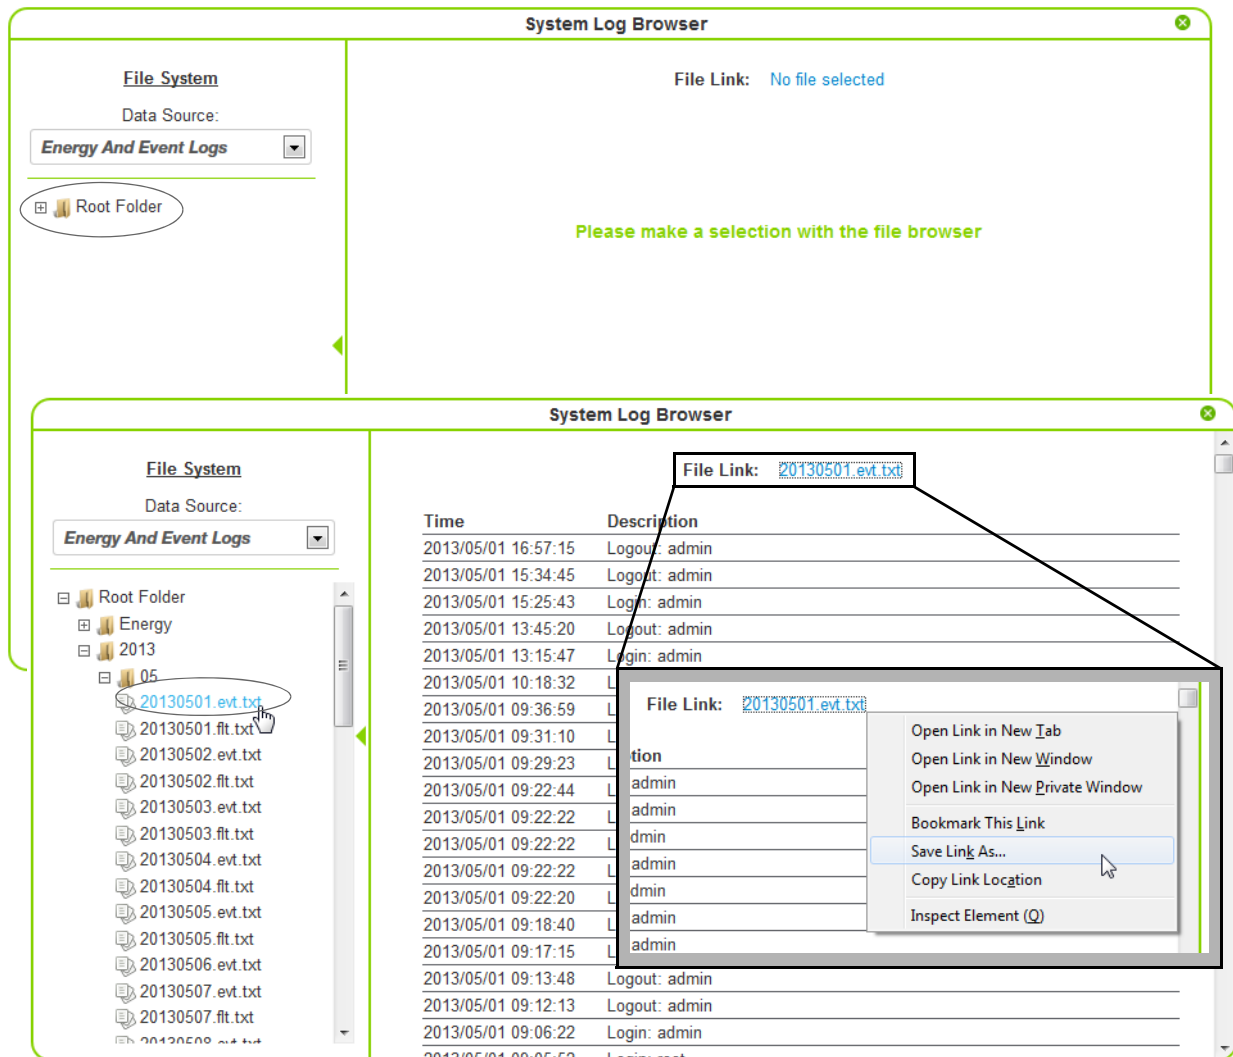 System Log Browser
File System
File Link: No file selected
Data Source:
Energy And Event Logs
Root Folder
Please make a selection with the file browser
System Log Browser
File System
Data Source:
Energy And Event Logs
Root Folder
Energy
2013
05
20130501.evt.txt
20130501.flt.txt
20130502.evt.txt
20130502.flt.txt
20130503.evt.txt
20130503.flt.txt
20130504.evt.txt
20130504.flt.txt
20130505.evt.txt
20130505.flt.txt
20130506.evt.txt
20130507.evt.txt
20130507.flt.txt
20130508.evt.txt
File Link: 20130501.evt.txt
Time Description
2013/05/01 16:57:15 Logout: admin
2013/05/01 15:34:45 Logout: admin
2013/05/01 15:25:43 Login: admin
2013/05/01 13:45:20 Logout: admin
2013/05/01 13:15:47 Login: admin
2013/05/01 10:18:32 L
2013/05/01 09:36:59 L
2013/05/01 09:31:10 L
2013/05/01 09:29:23 L
2013/05/01 09:22:44 L
2013/05/01 09:22:22 L
2013/05/01 09:22:22 L
2013/05/01 09:22:22 L
2013/05/01 09:22:20 L
2013/05/01 09:18:40 L
2013/05/01 09:17:15 L
2013/05/01 09:13:48 Logout: admin
2013/05/01 09:12:13 Logout: admin
2013/05/01 09:06:22 Login: admin
2013/05/01 09:05:52 Login: root
File Link: 20130501.evt.txt
tion
admin
admin
dmin
admin
dmin
admin
admin
Open Link in New Tab
Open Link in New Window
Open Link in New Private Window
Bookmark This Link
Save Link As...
Copy Link Location
Inspect Element (Q)